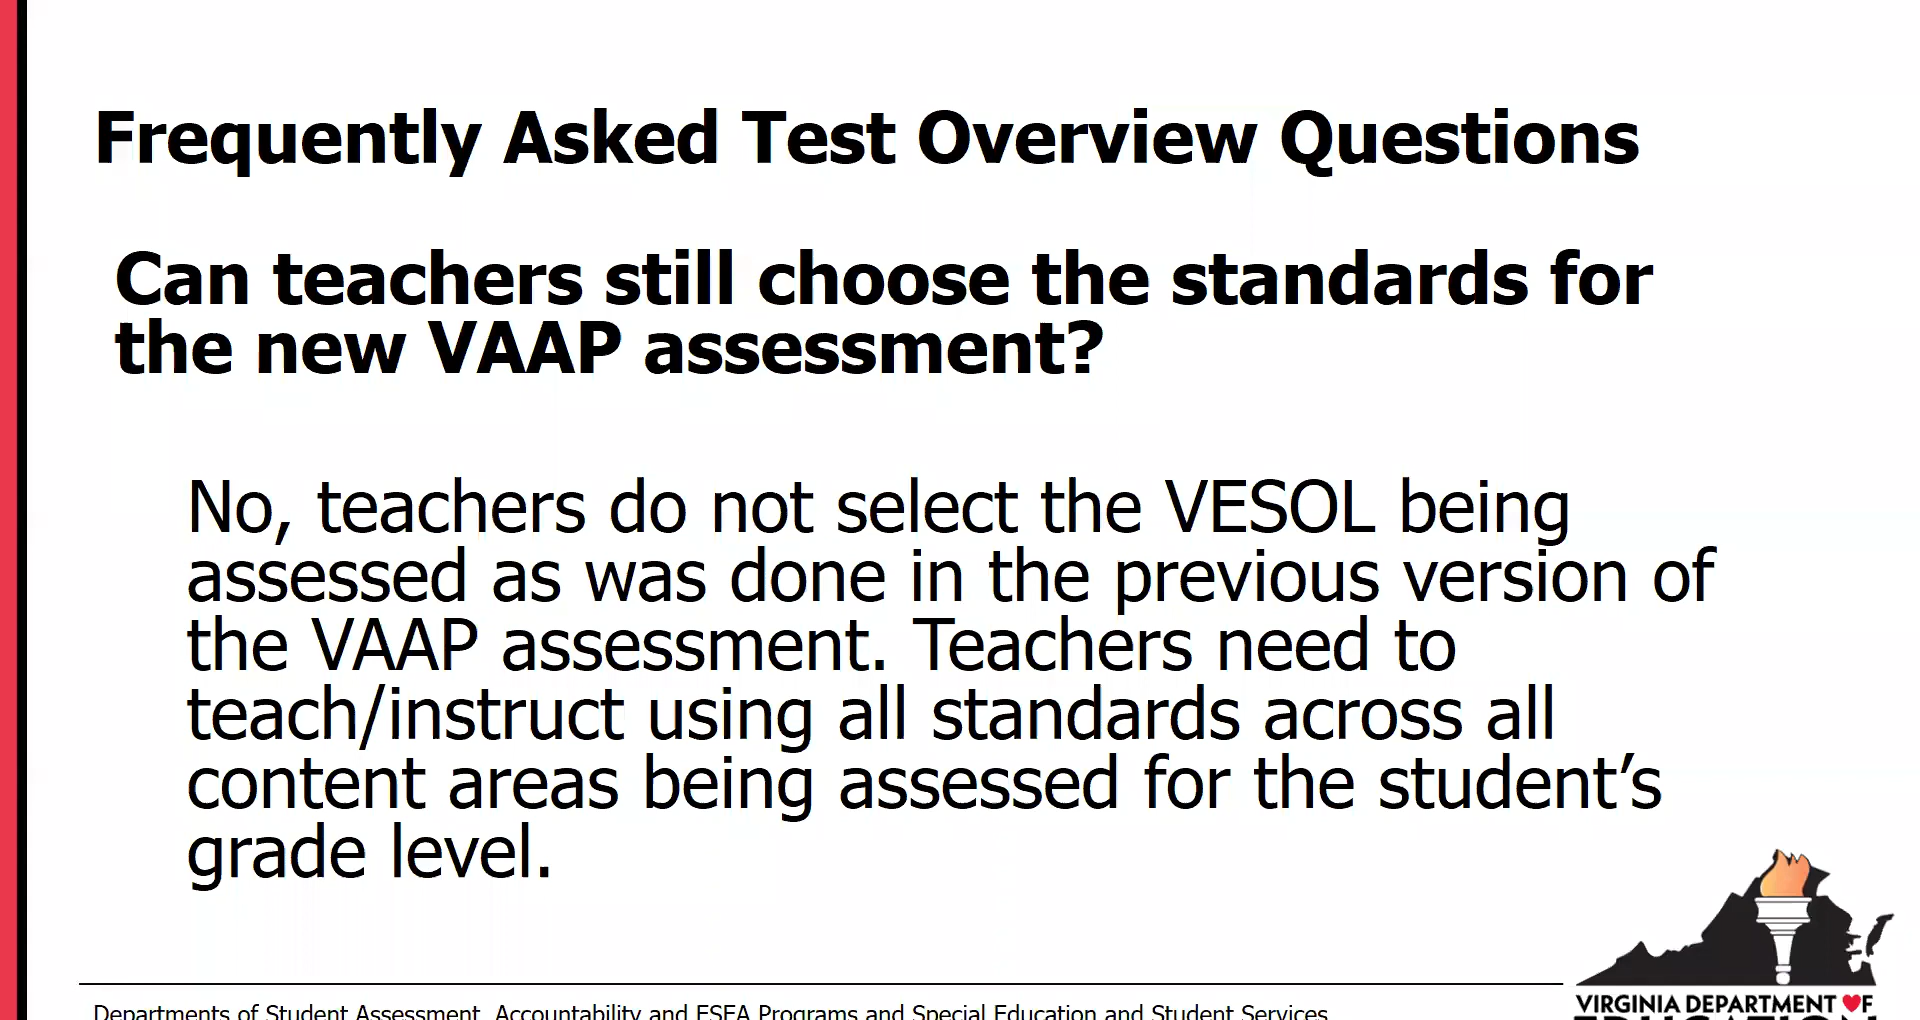 Frequently Asked Test Overview Questions
Can teachers still choose the standards for
the new VAAP assessment?
No, teachers do not select the VESOL being
assessed as was done in the previous version of
the VAAP assessment. Teachers need to
teach/instruct using all standards across all
content areas being assessed for the student’s
grade level.
Departments of Student Assessment, Accountability and ESEA Programs and Special Education and Student Services
VIRGINIA DEPARTMENT OF
EDUCATION